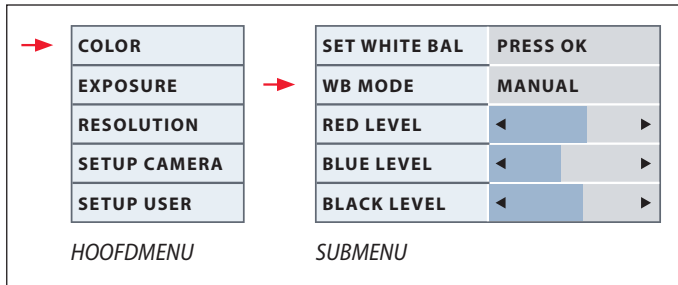 COLOR
EXPOSURE
RESOLUTION
SETUP CAMERA
SETUP USER
HOOFDMENU
SET WHITE BAL PRESS OK
WB MODE MANUAL
RED LEVEL
BLUE LEVEL
BLACK LEVEL
SUBMENU